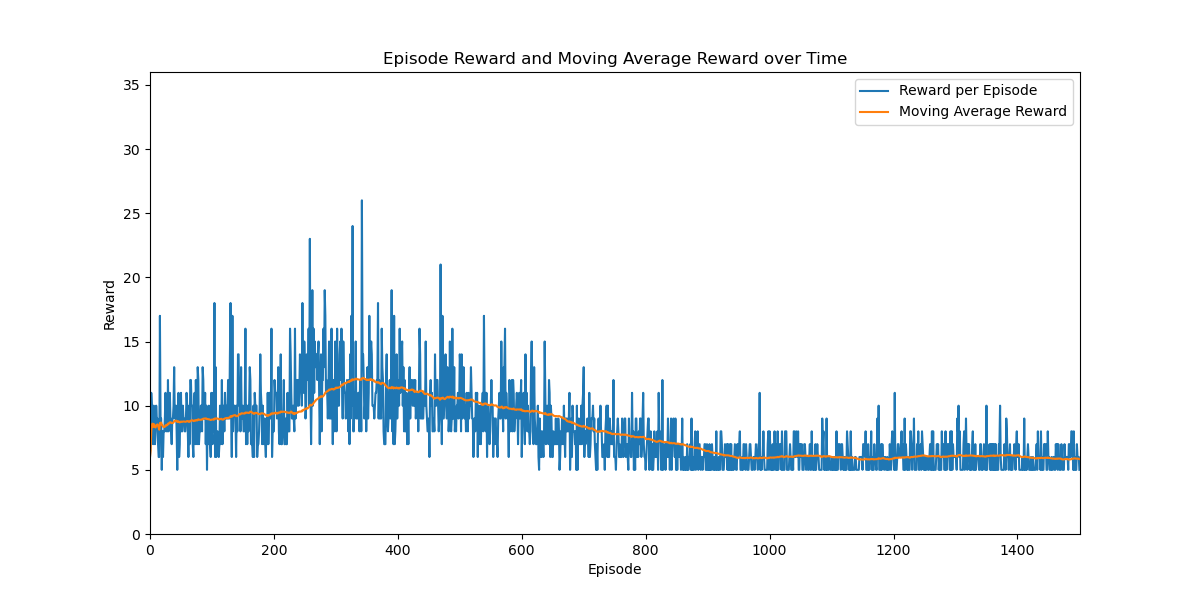 Episode Reward and Moving Average Reward over Time
Reward per Episode
Moving Average Reward
35
30
25
20
15
10
5
0
Reward
0 200 400 600 800 1000 1200 1400
Episode